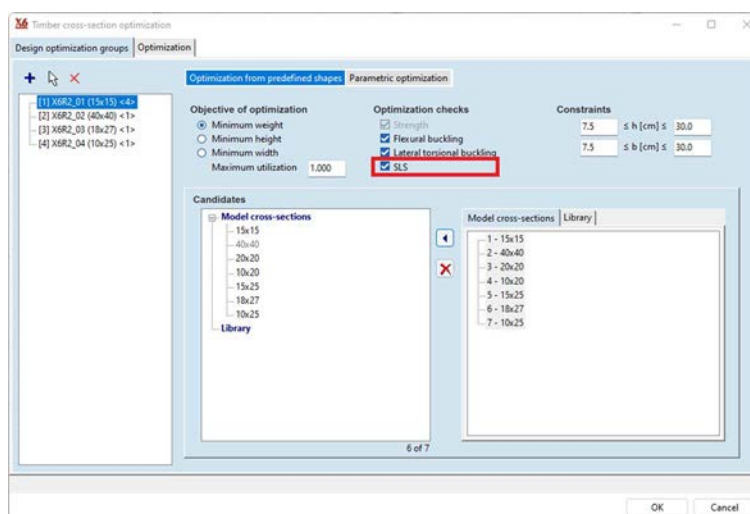 X6 Timber cross-section optimization
Design optimization groups Optimization
Optimization from predefined shapes Parametric optimization
[1] X6R2_01 (15x15) <4>
[2] X6R2_02 (40x40) <1>
[3] X6R2_03 (18x27) <1>
[4] X6R2_04 (10x25) <1>
Objective of optimization
Minimum weight
Minimum height
Minimum width
Maximum utilization 1.000
Optimization checks
Strength
Flexural buckling
Lateral torsional buckling
SLS
Constraints
7.5 ≤ h [cm] ≤ 30.0
7.5 ≤ b [cm] ≤ 30.0
Candidates
Model cross-sections
15x15
40x40
20x20
10x20
15x25
18x27
10x25
Library
6 of 7
Model cross-sections Library
1 - 15x15
2 - 40x40
3 - 20x20
4 - 10x20
5 - 15x25
6 - 18x27
7 - 10x25
OK Cancel